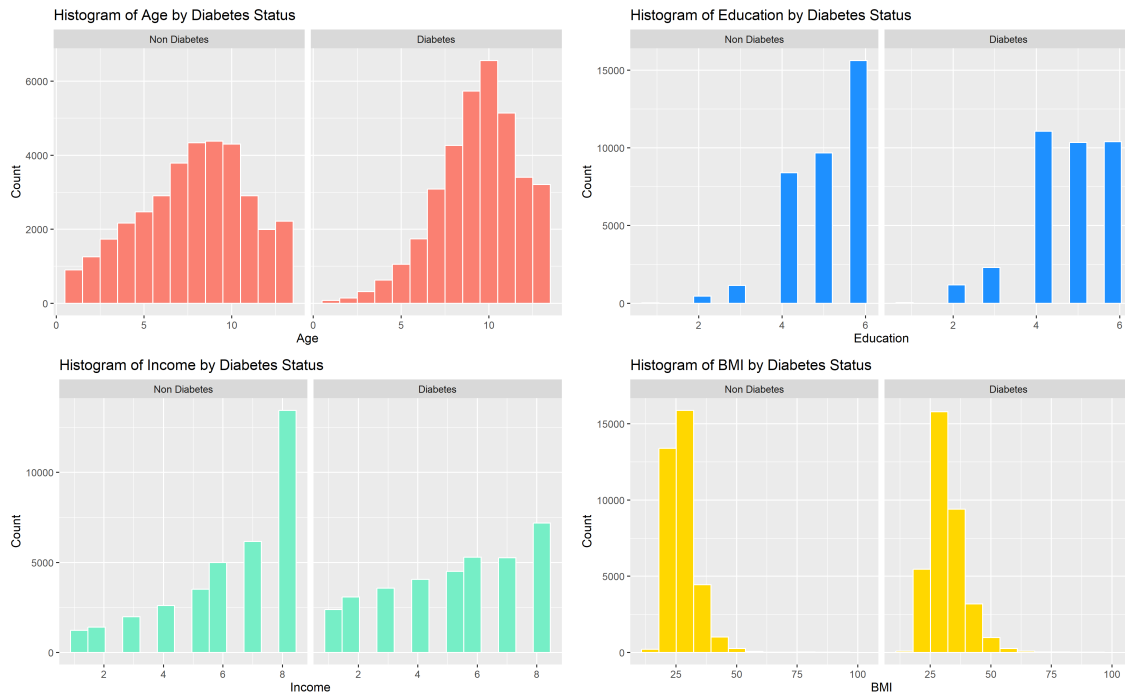 Histogram of Age by Diabetes Status
Non Diabetes
Diabetes
Count
6000
4000
2000
0
0
5
10
5
10
0
Age
Histogram of Education by Diabetes Status
Non Diabetes
Diabetes
Count
15000
10000
5000
0
2
4
6
2
4
6
Education
Histogram of Income by Diabetes Status
Non Diabetes
Diabetes
Count
10000
5000
0
2
4
6
8
2
4
6
8
Income
Histogram of BMI by Diabetes Status
Non Diabetes
Diabetes
Count
15000
10000
5000
0
25
50
75
100
25
50
75
100
BMI